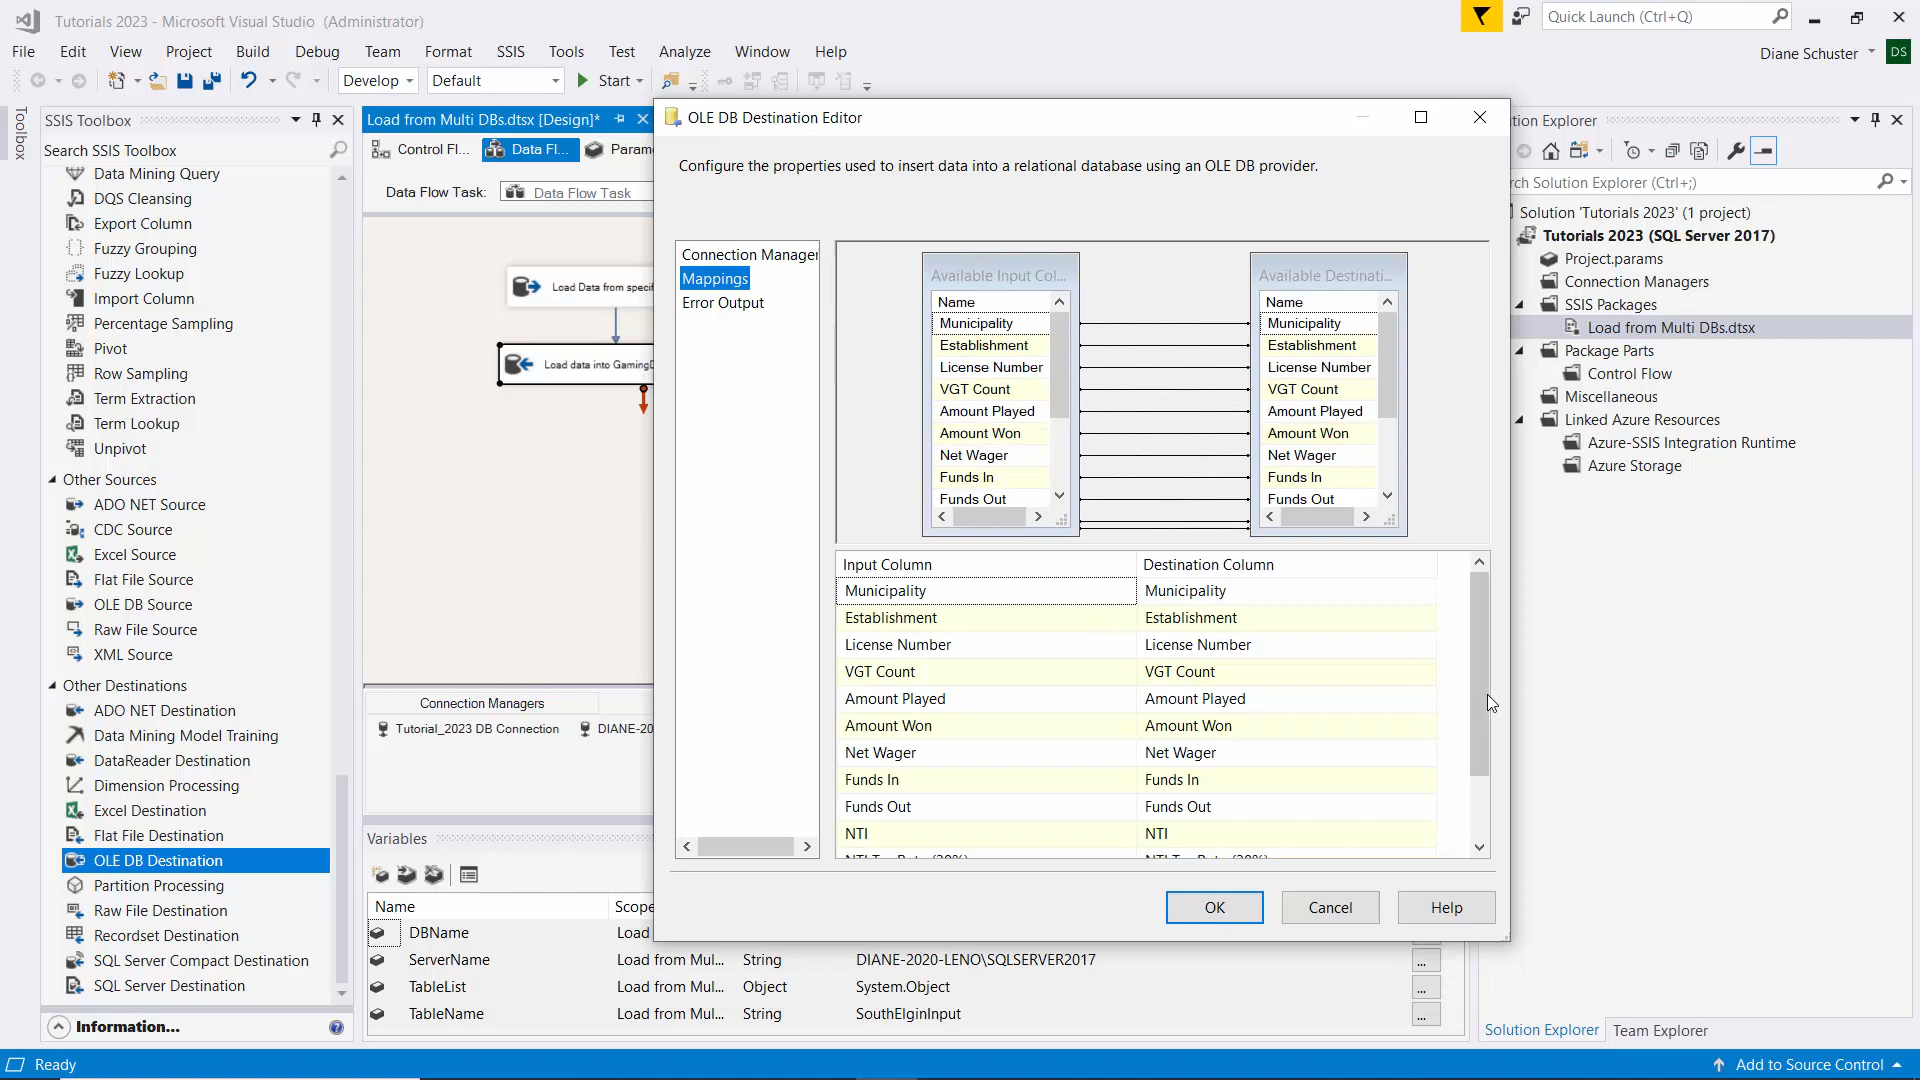 Tutorials 2023 - Microsoft Visual Studio (Administrator)
Quick Launch (Ctrl+Q)
File Edit View Project Build Debug Team Format SSIS Tools Test Analyze Window Help
Diane Schuster DS
Develop Default Start
Toolbox
SSIS Toolbox
Search SSIS Toolbox
Data Mining Query
DQS Cleansing
Export Column
Fuzzy Grouping
Fuzzy Lookup
Import Column
Percentage Sampling
Pivot
Row Sampling
Term Extraction
Term Lookup
Unpivot
Other Sources
ADO NET Source
CDC Source
Excel Source
Flat File Source
OLE DB Source
Raw File Source
XML Source
Other Destinations
ADO NET Destination
Data Mining Model Training
DataReader Destination
Dimension Processing
Excel Destination
Flat File Destination
OLE DB Destination
Partition Processing
Raw File Destination
Recordset Destination
SQL Server Compact Destination
SQL Server Destination
Information...
Load from Multi DBs.dtsx [Design]*
Control Fl... Data Fl... Param
Data Flow Task: Data Flow Task
Load Data from specif
Load data into GamingD
Connection Managers
Tutorial_2023 DB Connection DIANE-20
Variables
Name Scope
DBName Load
ServerName Load from Mul... String DIANE-2020-LENO\SQLSERVER2017 ...
TableList Load from Mul... Object System.Object ...
TableName Load from Mul... String SouthElginInput ...
OLE DB Destination Editor
Configure the properties used to insert data into a relational database using an OLE DB provider.
Connection Manager
Mappings
Error Output
Available Input Col...
Name
Municipality
Establishment
License Number
VGT Count
Amount Played
Amount Won
Net Wager
Funds In
Funds Out
Available Destinati...
Name
Municipality
Establishment
License Number
VGT Count
Amount Played
Amount Won
Net Wager
Funds In
Funds Out
Input Column Destination Column
Municipality Municipality
Establishment Establishment
License Number License Number
VGT Count VGT Count
Amount Played Amount Played
Amount Won Amount Won
Net Wager Net Wager
Funds In Funds In
Funds Out Funds Out
NTI NTI
OK Cancel Help
tion Explorer
rch Solution Explorer (Ctrl+;)
Solution 'Tutorials 2023' (1 project)
Tutorials 2023 (SQL Server 2017)
Project.params
Connection Managers
SSIS Packages
Load from Multi DBs.dtsx
Package Parts
Control Flow
Miscellaneous
Linked Azure Resources
Azure-SSIS Integration Runtime
Azure Storage
Solution Explorer Team Explorer
Ready
Add to Source Control